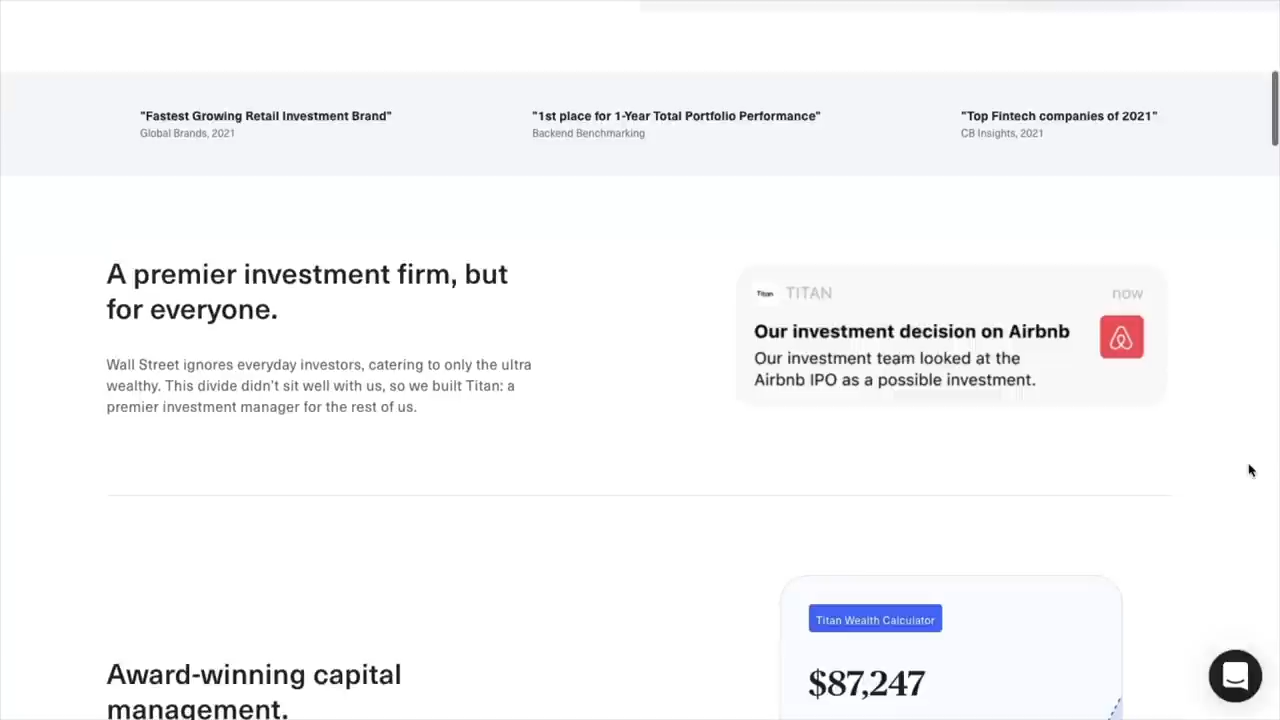 "Fastest Growing Retail Investment Brand"
Global Brands, 2021
"1st place for 1-Year Total Portfolio Performance"
Backend Benchmarking
"Top Fintech companies of 2021"
CB Insights, 2021
A premier investment firm, but
for everyone.
Wall Street ignores everyday investors, catering to only the ultra
wealthy. This divide didn't sit well with us, so we built Titan: a
premier investment manager for the rest of us.
Titan TITAN now
Our investment decision on Airbnb
Our investment team looked at the
Airbnb IPO as a possible investment.
Award-winning capital
management.
Titan Wealth Calculator
$87,247